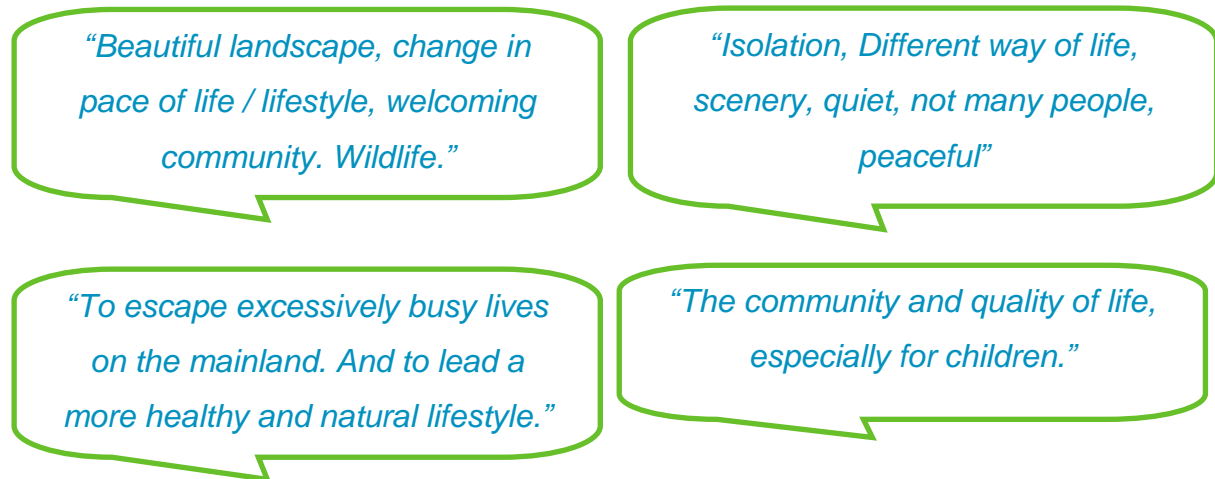 “Beautiful landscape, change in
pace of life / lifestyle, welcoming
community. Wildlife.”
“Isolation, Different way of life,
scenery, quiet, not many people,
peaceful”
“To escape excessively busy lives
on the mainland. And to lead a
more healthy and natural lifestyle.”
“The community and quality of life,
especially for children.”